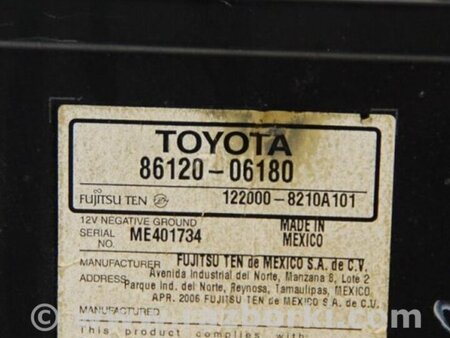 TOYOTA
86120-06180
FUJITSU TEN 122000-8210A101
12V NEGATIVE GROUND MADE IN
SERIAL NO. ME401734 MEXICO
MANUFACTURER FUJITSU TEN de MEXICO S.A. de C.V.
ADDRESS Avenida Industrial del Norte, Manzana 8, Lote 2
Parque Ind. del Norte, Reynosa, Tamaulipas, MEXICO,
APR. 2006 FUJITSU TEN de MEXICO S.A. de C.V.
MANUFACTURED
This product complies with